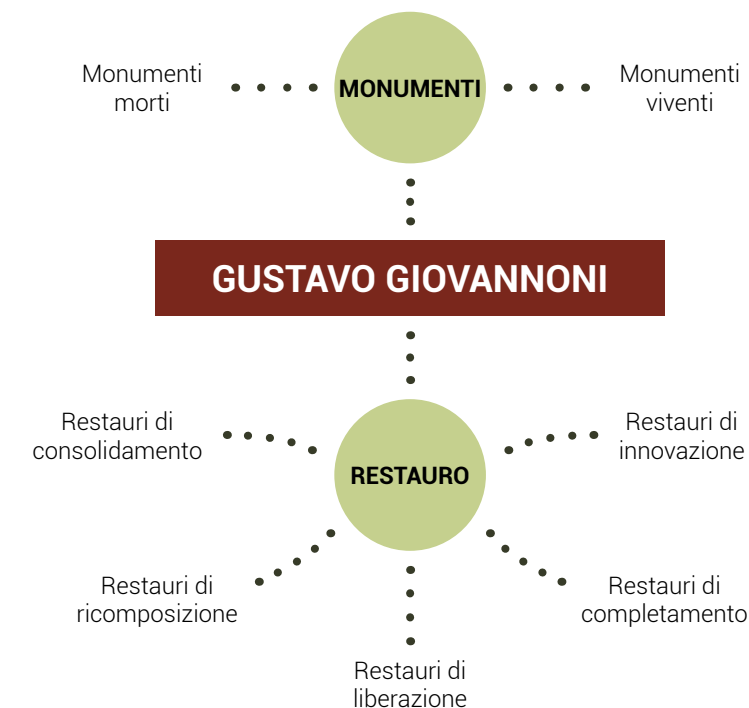 Monumenti
morti
MONUMENTI
Monumenti
viventi
GUSTAVO GIOVANNONI
Restauri di
consolidamento
RESTAURO
Restauri di
innovazione
Restauri di
ricomposizione
Restauri di
liberazione
Restauri di
completamento